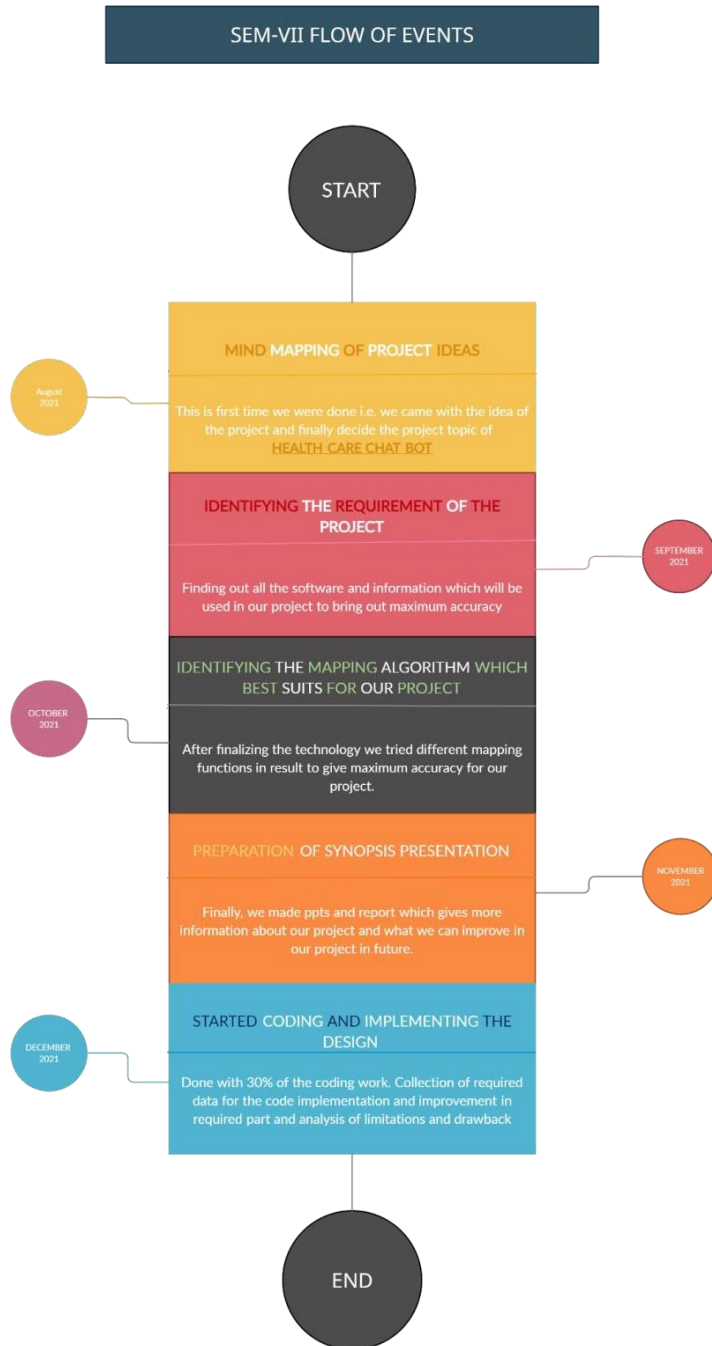 SEM-VII FLOW OF EVENTS
START
MIND MAPPING OF PROJECT IDEAS
August
2021
This is first time we were done i.e. we came with the idea of
the project and finally decide the project topic of
HEALTH CARE CHAT BOT
IDENTIFYING THE REQUIREMENT OF THE
PROJECT
SEPTEMBER
2021
Finding out all the software and information which will be
used in our project to bring out maximum accuracy
IDENTIFYING THE MAPPING ALGORITHM WHICH
BEST SUITS FOR OUR PROJECT
OCTOBER
2021
After finalizing the technology we tried different mapping
functions in result to give maximum accuracy for our
project.
PREPARATION OF SYNOPSIS PRESENTATION
NOVEMBER
2021
Finally, we made ppts and report which gives more
information about our project and what we can improve in
our project in future.
STARTED CODING AND IMPLEMENTING THE
DESIGN
DECEMBER
2021
Done with 30% of the coding work. Collection of required
data for the code implementation and improvement in
required part and analysis of limitations and drawback
END